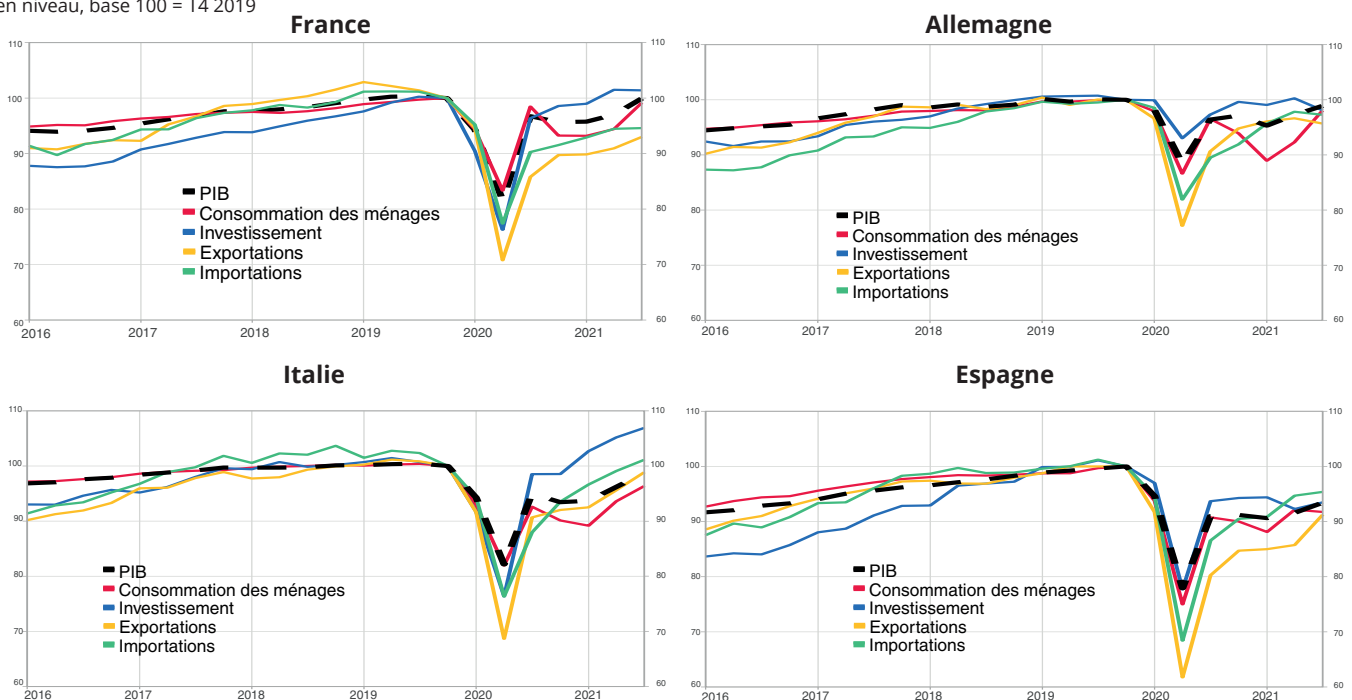 en niveau, base 100 = T4 2019
France
110
100
90
80
70
60
110
100
90
80
70
60
PIB
Consommation des ménages
Investissement
Exportations
Importations
2016 2017 2018 2019 2020 2021
Allemagne
110
100
90
80
70
60
110
100
90
80
70
60
PIB
Consommation des ménages
Investissement
Exportations
Importations
2016 2017 2018 2019 2020 2021
Italie
110
100
90
80
70
60
110
100
90
80
70
60
PIB
Consommation des ménages
Investissement
Exportations
Importations
2016 2017 2018 2019 2020 2021
Espagne
110
100
90
80
70
60
110
100
90
80
70
60
PIB
Consommation des ménages
Investissement
Exportations
Importations
2016 2017 2018 2019 2020 2021